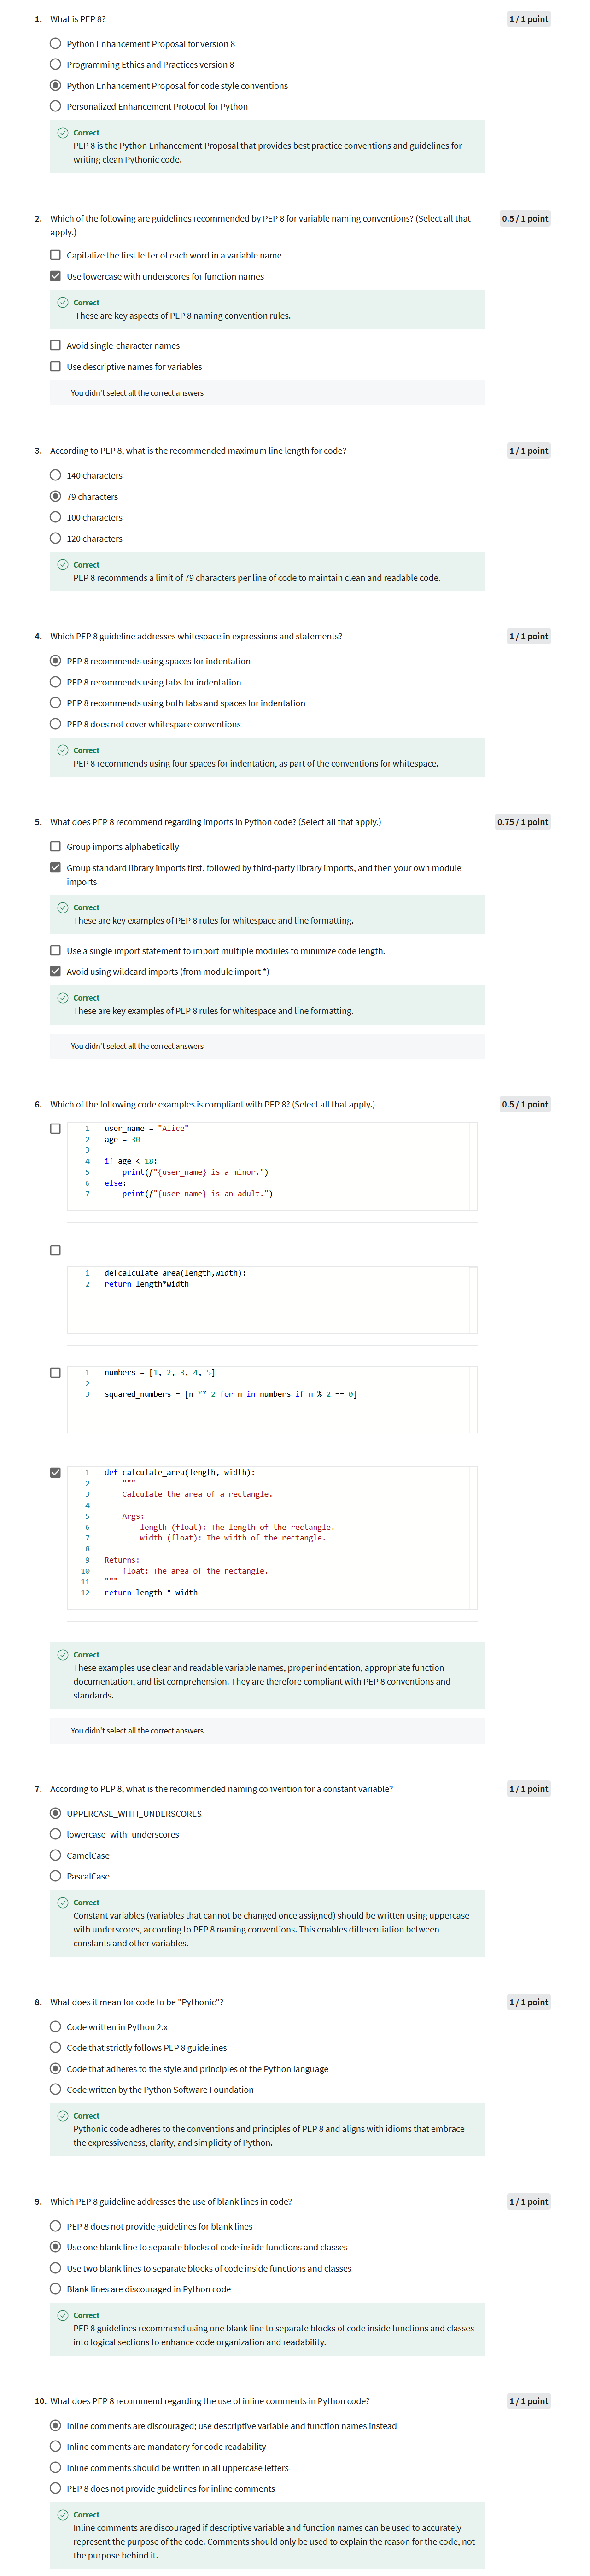 1. What is PEP 8?
1 / 1 point
Python Enhancement Proposal for version 8
Programming Ethics and Practices version 8
Python Enhancement Proposal for code style conventions
Personalized Enhancement Protocol for Python
Correct
PEP 8 is the Python Enhancement Proposal that provides best practice conventions and guidelines for
writing clean Pythonic code.
2. Which of the following are guidelines recommended by PEP 8 for variable naming conventions? (Select all that
apply.)
0.5 / 1 point
Capitalize the first letter of each word in a variable name
Use lowercase with underscores for function names
Correct
These are key aspects of PEP 8 naming convention rules.
Avoid single-character names
Use descriptive names for variables
You didn't select all the correct answers
3. According to PEP 8, what is the recommended maximum line length for code?
1 / 1 point
140 characters
79 characters
100 characters
120 characters
Correct
PEP 8 recommends a limit of 79 characters per line of code to maintain clean and readable code.
4. Which PEP 8 guideline addresses whitespace in expressions and statements?
1 / 1 point
PEP 8 recommends using spaces for indentation
PEP 8 recommends using tabs for indentation
PEP 8 recommends using both tabs and spaces for indentation
PEP 8 does not cover whitespace conventions
Correct
PEP 8 recommends using four spaces for indentation, as part of the conventions for whitespace.
5. What does PEP 8 recommend regarding imports in Python code? (Select all that apply.)
0.75 / 1 point
Group imports alphabetically
Group standard library imports first, followed by third-party library imports, and then your own module
imports
Correct
These are key examples of PEP 8 rules for whitespace and line formatting.
Use a single import statement to import multiple modules to minimize code length.
Avoid using wildcard imports (from module import *)
Correct
These are key examples of PEP 8 rules for whitespace and line formatting.
You didn't select all the correct answers
6. Which of the following code examples is compliant with PEP 8? (Select all that apply.)
0.5 / 1 point
1 user_name = "Alice"
2 age = 30
3
4 if age < 18:
5 print(f"{user_name} is a minor.")
6 else:
7 print(f"{user_name} is an adult.")
1 defcalculate_area(length,width):
2 return length*width
1 numbers = [1, 2, 3, 4, 5]
2
3 squared_numbers = [n ** 2 for n in numbers if n % 2 == 0]
1 def calculate_area(length, width):
2 """
3 Calculate the area of a rectangle.
4
5 Args:
6 length (float): The length of the rectangle.
7 width (float): The width of the rectangle.
8
9 Returns:
10 float: The area of the rectangle.
11 """
12 return length * width
Correct
These examples use clear and readable variable names, proper indentation, appropriate function
documentation, and list comprehension. They are therefore compliant with PEP 8 conventions and
standards.
You didn't select all the correct answers
7. According to PEP 8, what is the recommended naming convention for a constant variable?
1 / 1 point
UPPERCASE_WITH_UNDERSCORES
lowercase_with_underscores
CamelCase
PascalCase
Correct
Constant variables (variables that cannot be changed once assigned) should be written using uppercase
with underscores, according to PEP 8 naming conventions. This enables differentiation between
constants and other variables.
8. What does it mean for code to be "Pythonic"?
1 / 1 point
Code written in Python 2.x
Code that strictly follows PEP 8 guidelines
Code that adheres to the style and principles of the Python language
Code written by the Python Software Foundation
Correct
Pythonic code adheres to the conventions and principles of PEP 8 and aligns with idioms that embrace
the expressiveness, clarity, and simplicity of Python.
9. Which PEP 8 guideline addresses the use of blank lines in code?
1 / 1 point
PEP 8 does not provide guidelines for blank lines
Use one blank line to separate blocks of code inside functions and classes
Use two blank lines to separate blocks of code inside functions and classes
Blank lines are discouraged in Python code
Correct
PEP 8 guidelines recommend using one blank line to separate blocks of code inside functions and classes
into logical sections to enhance code organization and readability.
10. What does PEP 8 recommend regarding the use of inline comments in Python code?
1 / 1 point
Inline comments are discouraged; use descriptive variable and function names instead
Inline comments are mandatory for code readability
Inline comments should be written in all uppercase letters
PEP 8 does not provide guidelines for inline comments
Correct
Inline comments are discouraged if descriptive variable and function names can be used to accurately
represent the purpose of the code. Comments should only be used to explain the reason for the code, not
the purpose behind it.